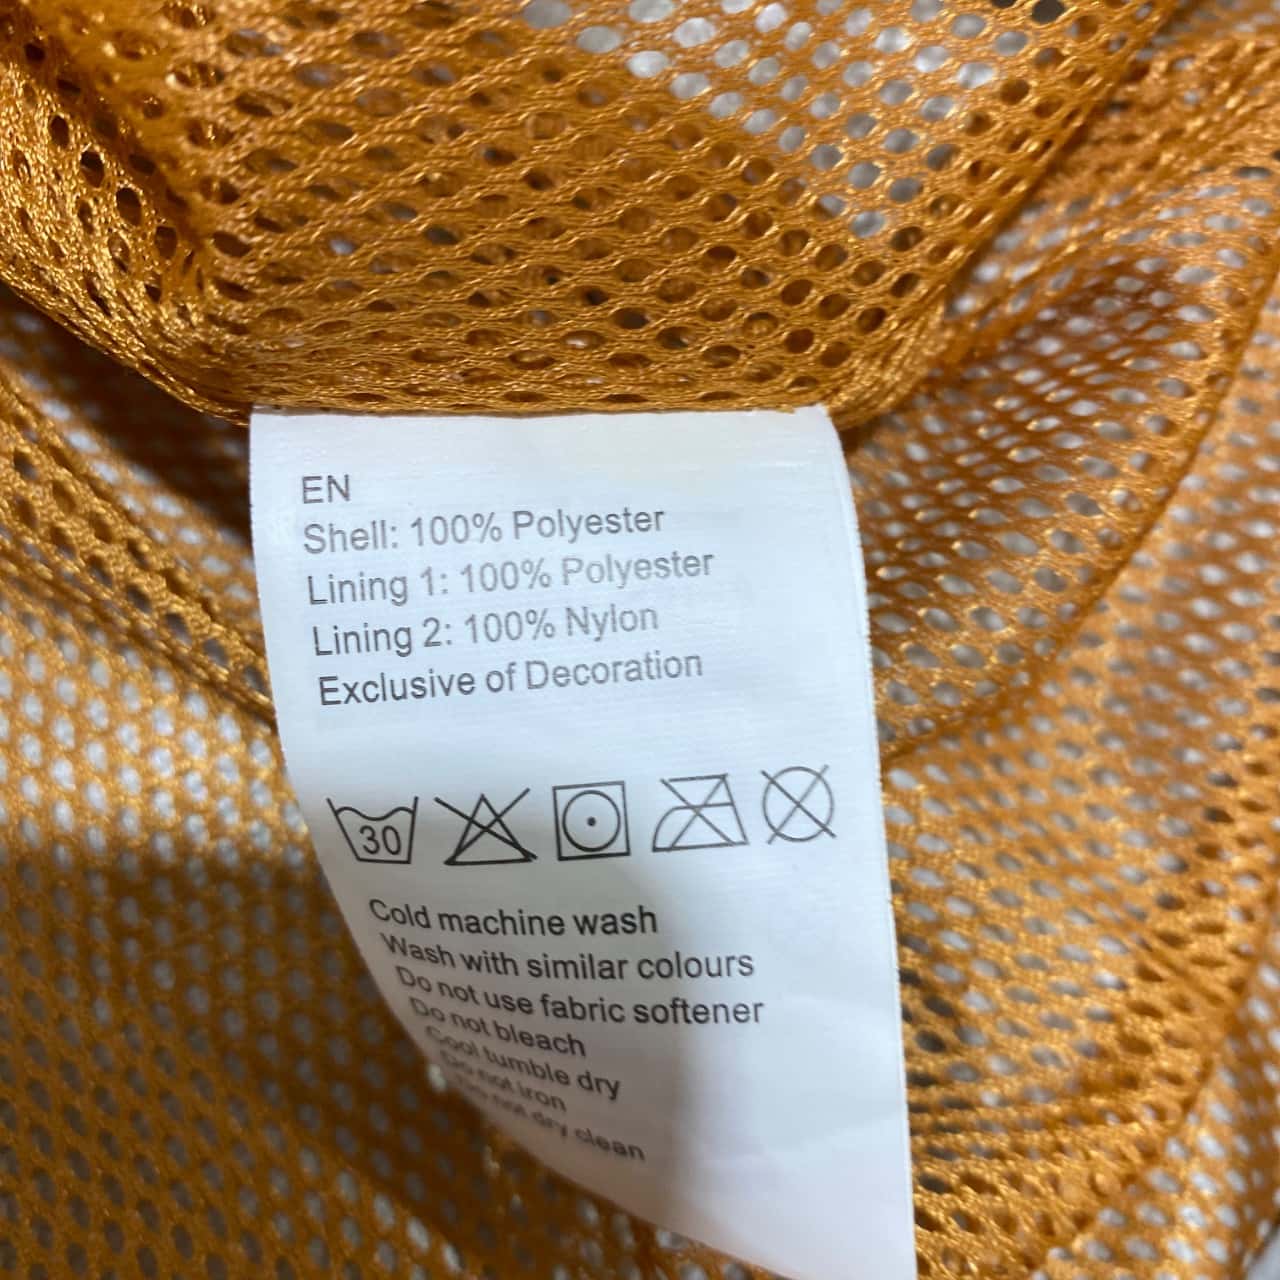 EN
Shell: 100% Polyester
Lining 1: 100% Polyester
Lining 2: 100% Nylon
Exclusive of Decoration
30
Cold machine wash
Wash with similar colours
Do not use fabric softener
Do not bleach
Cool tumble dry
Do not iron
Do not dry clean